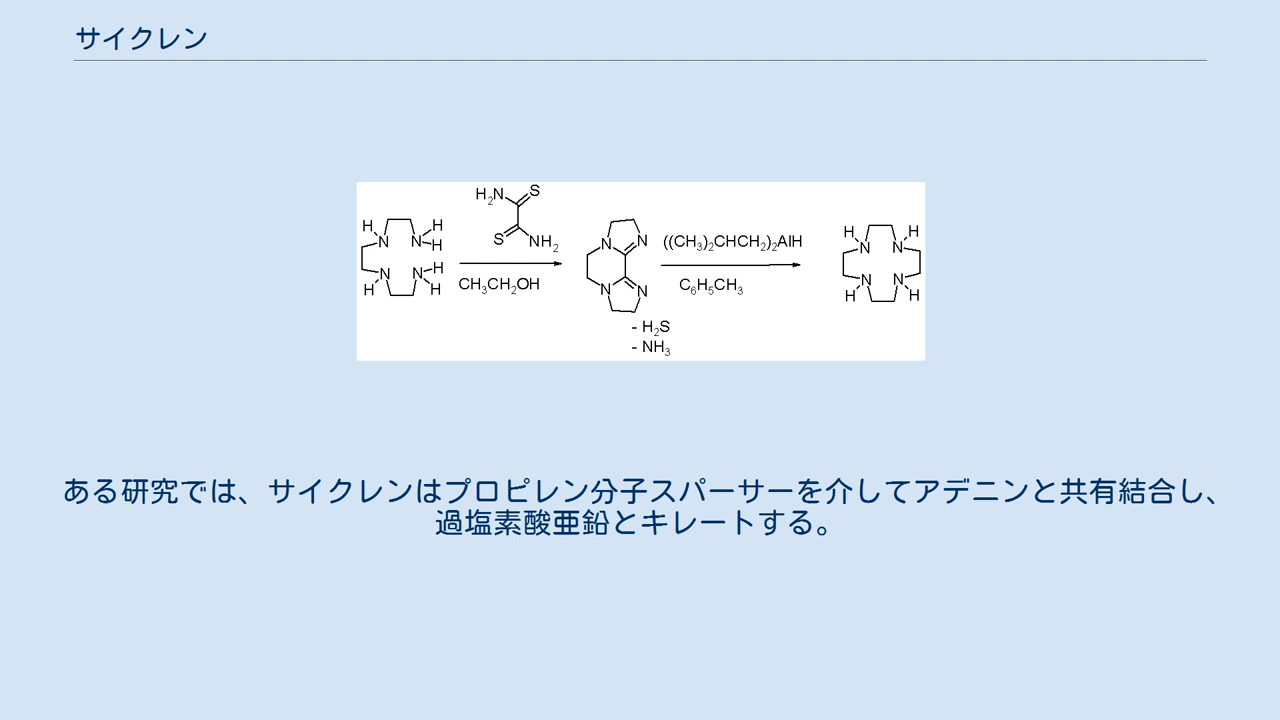 サイクレン
H2N S
S NH2
H N N H H
N N H H H
CH3CH2OH
N N
N N
- H2S
- NH3
((CH3)2CHCH2)2AlH
C6H5CH3
H N N H
H N N H
ある研究では、サイクレンはプロピレン分子スパーサーを介してアデニンと共有結合し、
過塩素酸亜鉛とキレートする。